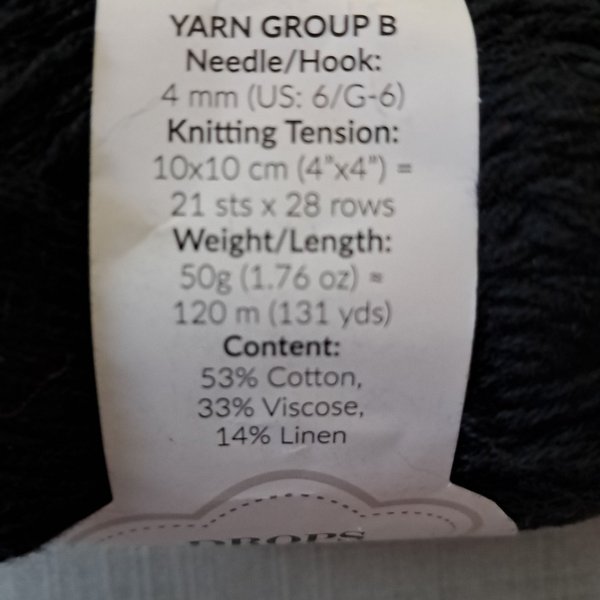 YARN GROUP B
Needle/Hook:
4 mm (US: 6/G-6)
Knitting Tension:
10x10 cm (4”x4”) =
21 sts x 28 rows
Weight/Length:
50g (1.76 oz) ≈
120 m (131 yds)
Content:
53% Cotton,
33% Viscose,
14% Linen
DROPS